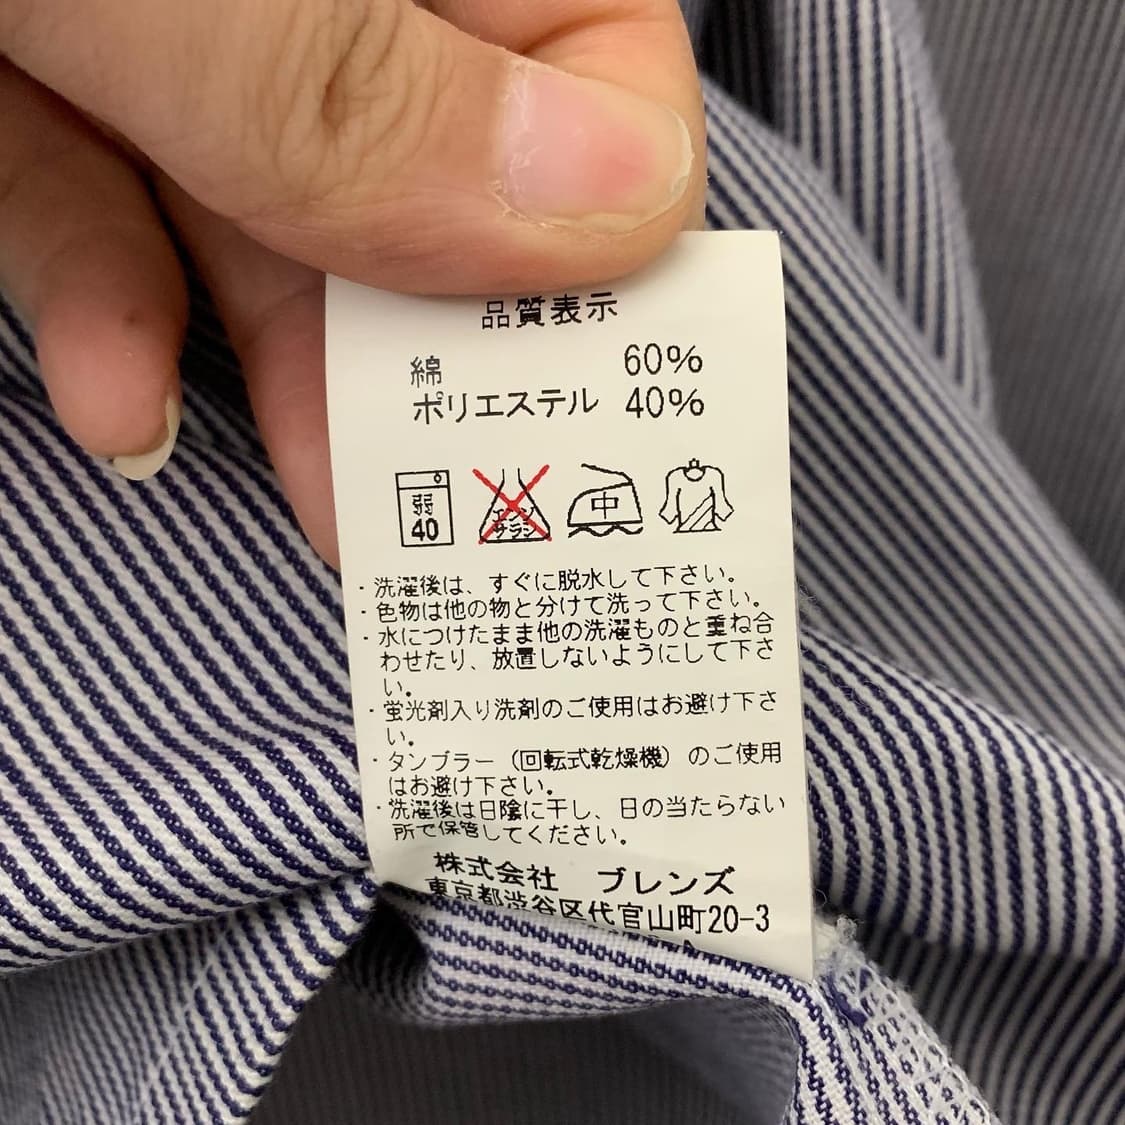 品質表示
綿 60%
ポリエステル 40%
弱
40
エンソ
サラシ
中
・洗濯後は、すぐに脱水して下さい。
・色物は他の物と分けて洗って下さい。
・水につけたまま他の洗濯ものと重ね合
わせたり、放置しないようにして下さ
い。
・蛍光剤入り洗剤のご使用はお避け下さ
い。
・タンブラー（回転式乾燥機）のご使用
はお避け下さい。
・洗濯後は日陰に干し、日の当たらない
所で保管してください。
株式会社 ブレンズ
東京都渋谷区代官山町20-3